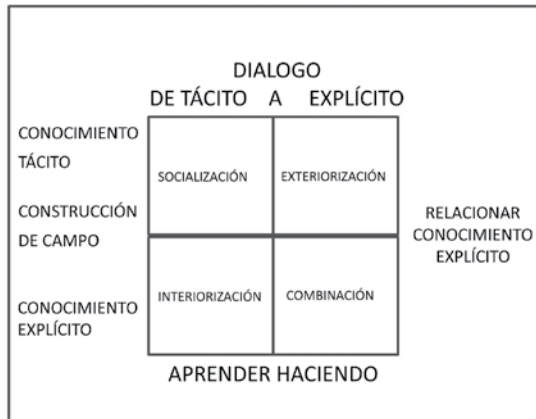 DIALOGO
DE TÁCITO A EXPLÍCITO
CONOCIMIENTO
TÁCITO
SOCIALIZACIÓN EXTERIORIZACIÓN
CONSTRUCCIÓN
DE CAMPO
RELACIONAR
CONOCIMIENTO
EXPLÍCITO
CONOCIMIENTO
EXPLÍCITO
INTERIORIZACIÓN COMBINACIÓN
APRENDER HACIENDO